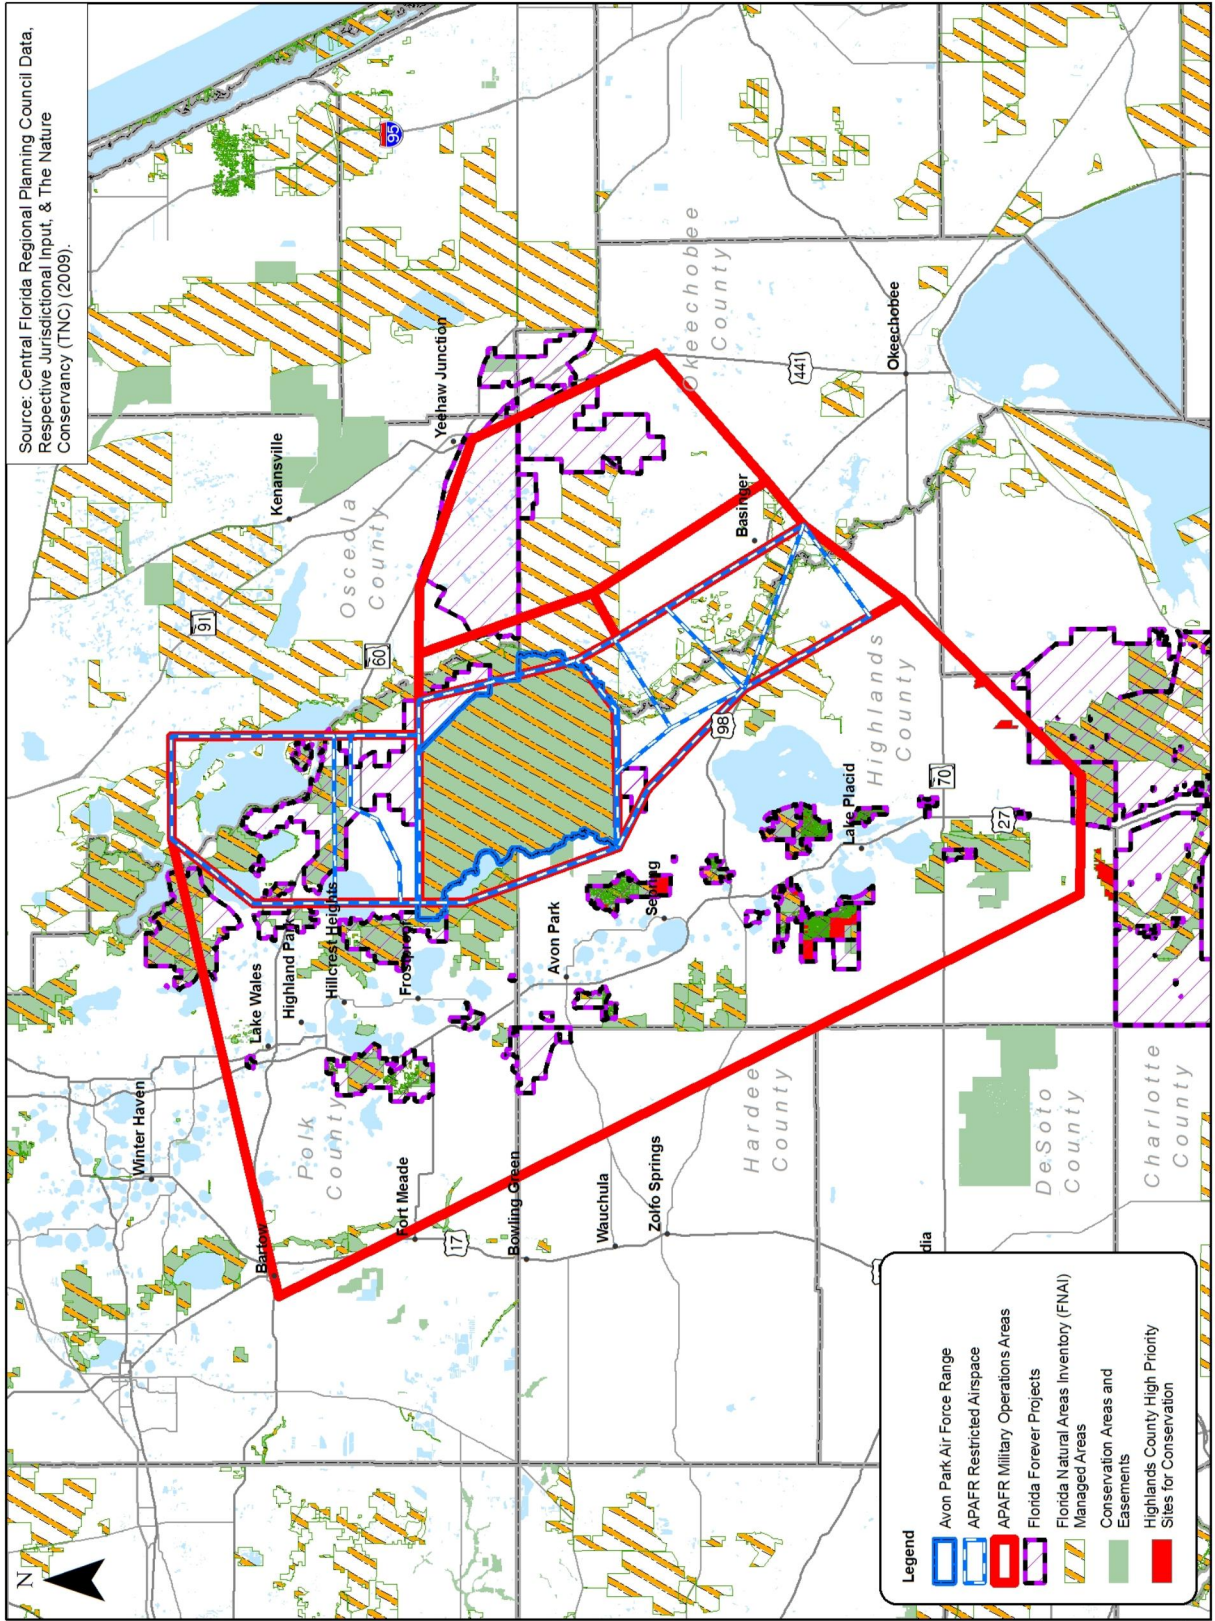 Source: Central Florida Regional Planning Council Data,
Respective Jurisdictional Input, & The Nature
Conservancy (TNC) (2009).
N
95
Winter Haven
Kenansville
91
Osceola
County
60
Yeehaw Junction
Lake Wales
Highland Park
Hillcrest Heights
Frostproof
Bartow
Polk
County
Fort Meade
17
Bowling Green
Avon Park
Wauchula
Zolfo Springs
Sebring
Okeechobee
County
441
Okeechobee
Basinger
98
Hardee
County
Highlands
County
Lake Placid
70
27
DeSoto
County
Charlotte
County
dia
Legend
Avon Park Air Force Range
APAFR Restricted Airspace
APAFR Military Operations Areas
Florida Forever Projects
Florida Natural Areas Inventory (FNAI)
Managed Areas
Conservation Areas and
Easements
Highlands County High Priority
Sites for Conservation